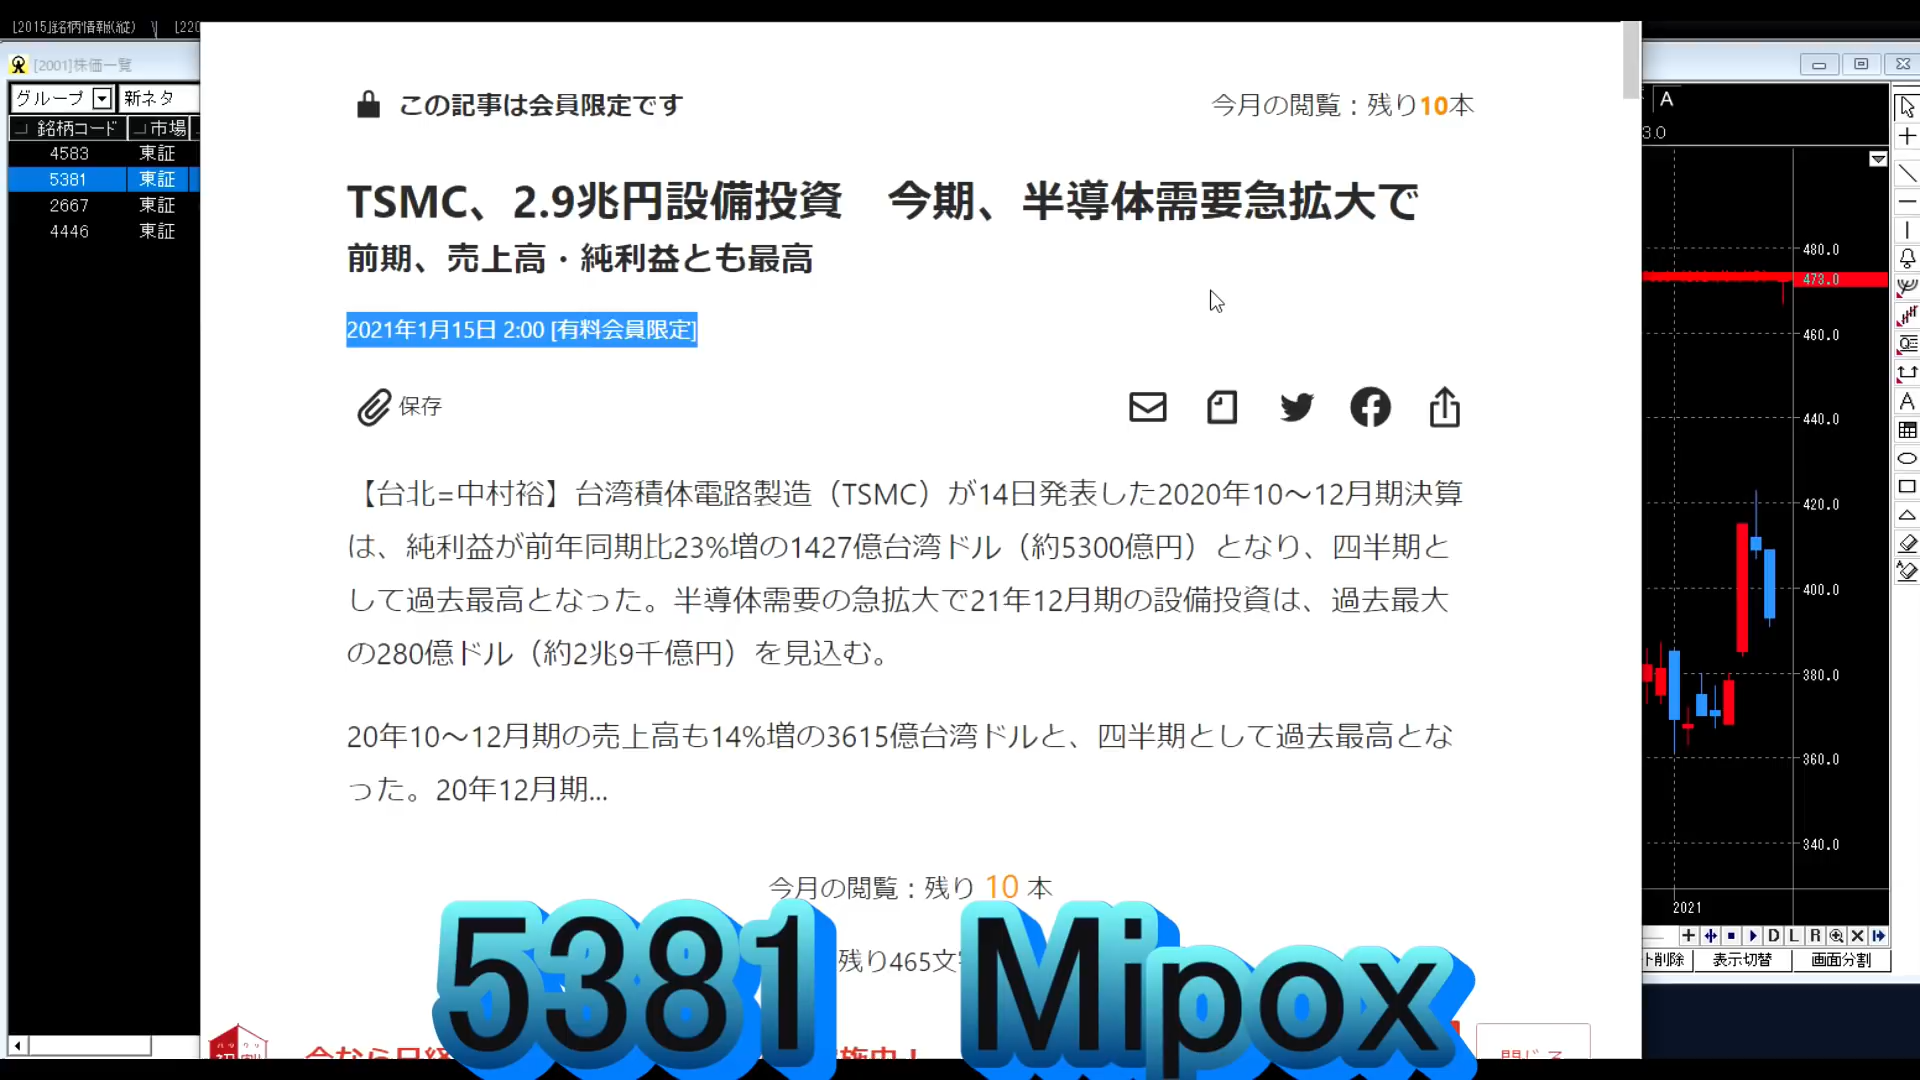 [2015]銘柄情報(縦)
[220
[2001]株価一覧
グループ
新ネタ
銘柄コード
市場
4583 東証
5381 東証
2667 東証
4446 東証
この記事は会員限定です
今月の閲覧：残り10本
TSMC、2.9兆円設備投資　今期、半導体需要急拡大で
前期、売上高・純利益とも最高
2021年1月15日 2:00 [有料会員限定]
保存
【台北=中村裕】台湾積体電路製造（TSMC）が14日発表した2020年10～12月期決算
は、純利益が前年同期比23%増の1427億台湾ドル（約5300億円）となり、四半期と
して過去最高となった。半導体需要の急拡大で21年12月期の設備投資は、過去最大
の280億ドル（約2兆9千億円）を見込む。
20年10～12月期の売上高も14%増の3615億台湾ドルと、四半期として過去最高とな
った。20年12月期...
今月の閲覧：残り 10 本
残り465文
5381 Mipox
閉じる
A
3.0
480.0
473.0
460.0
440.0
420.0
400.0
380.0
360.0
340.0
2021
D L R
ト削除
表示切替
画面分割